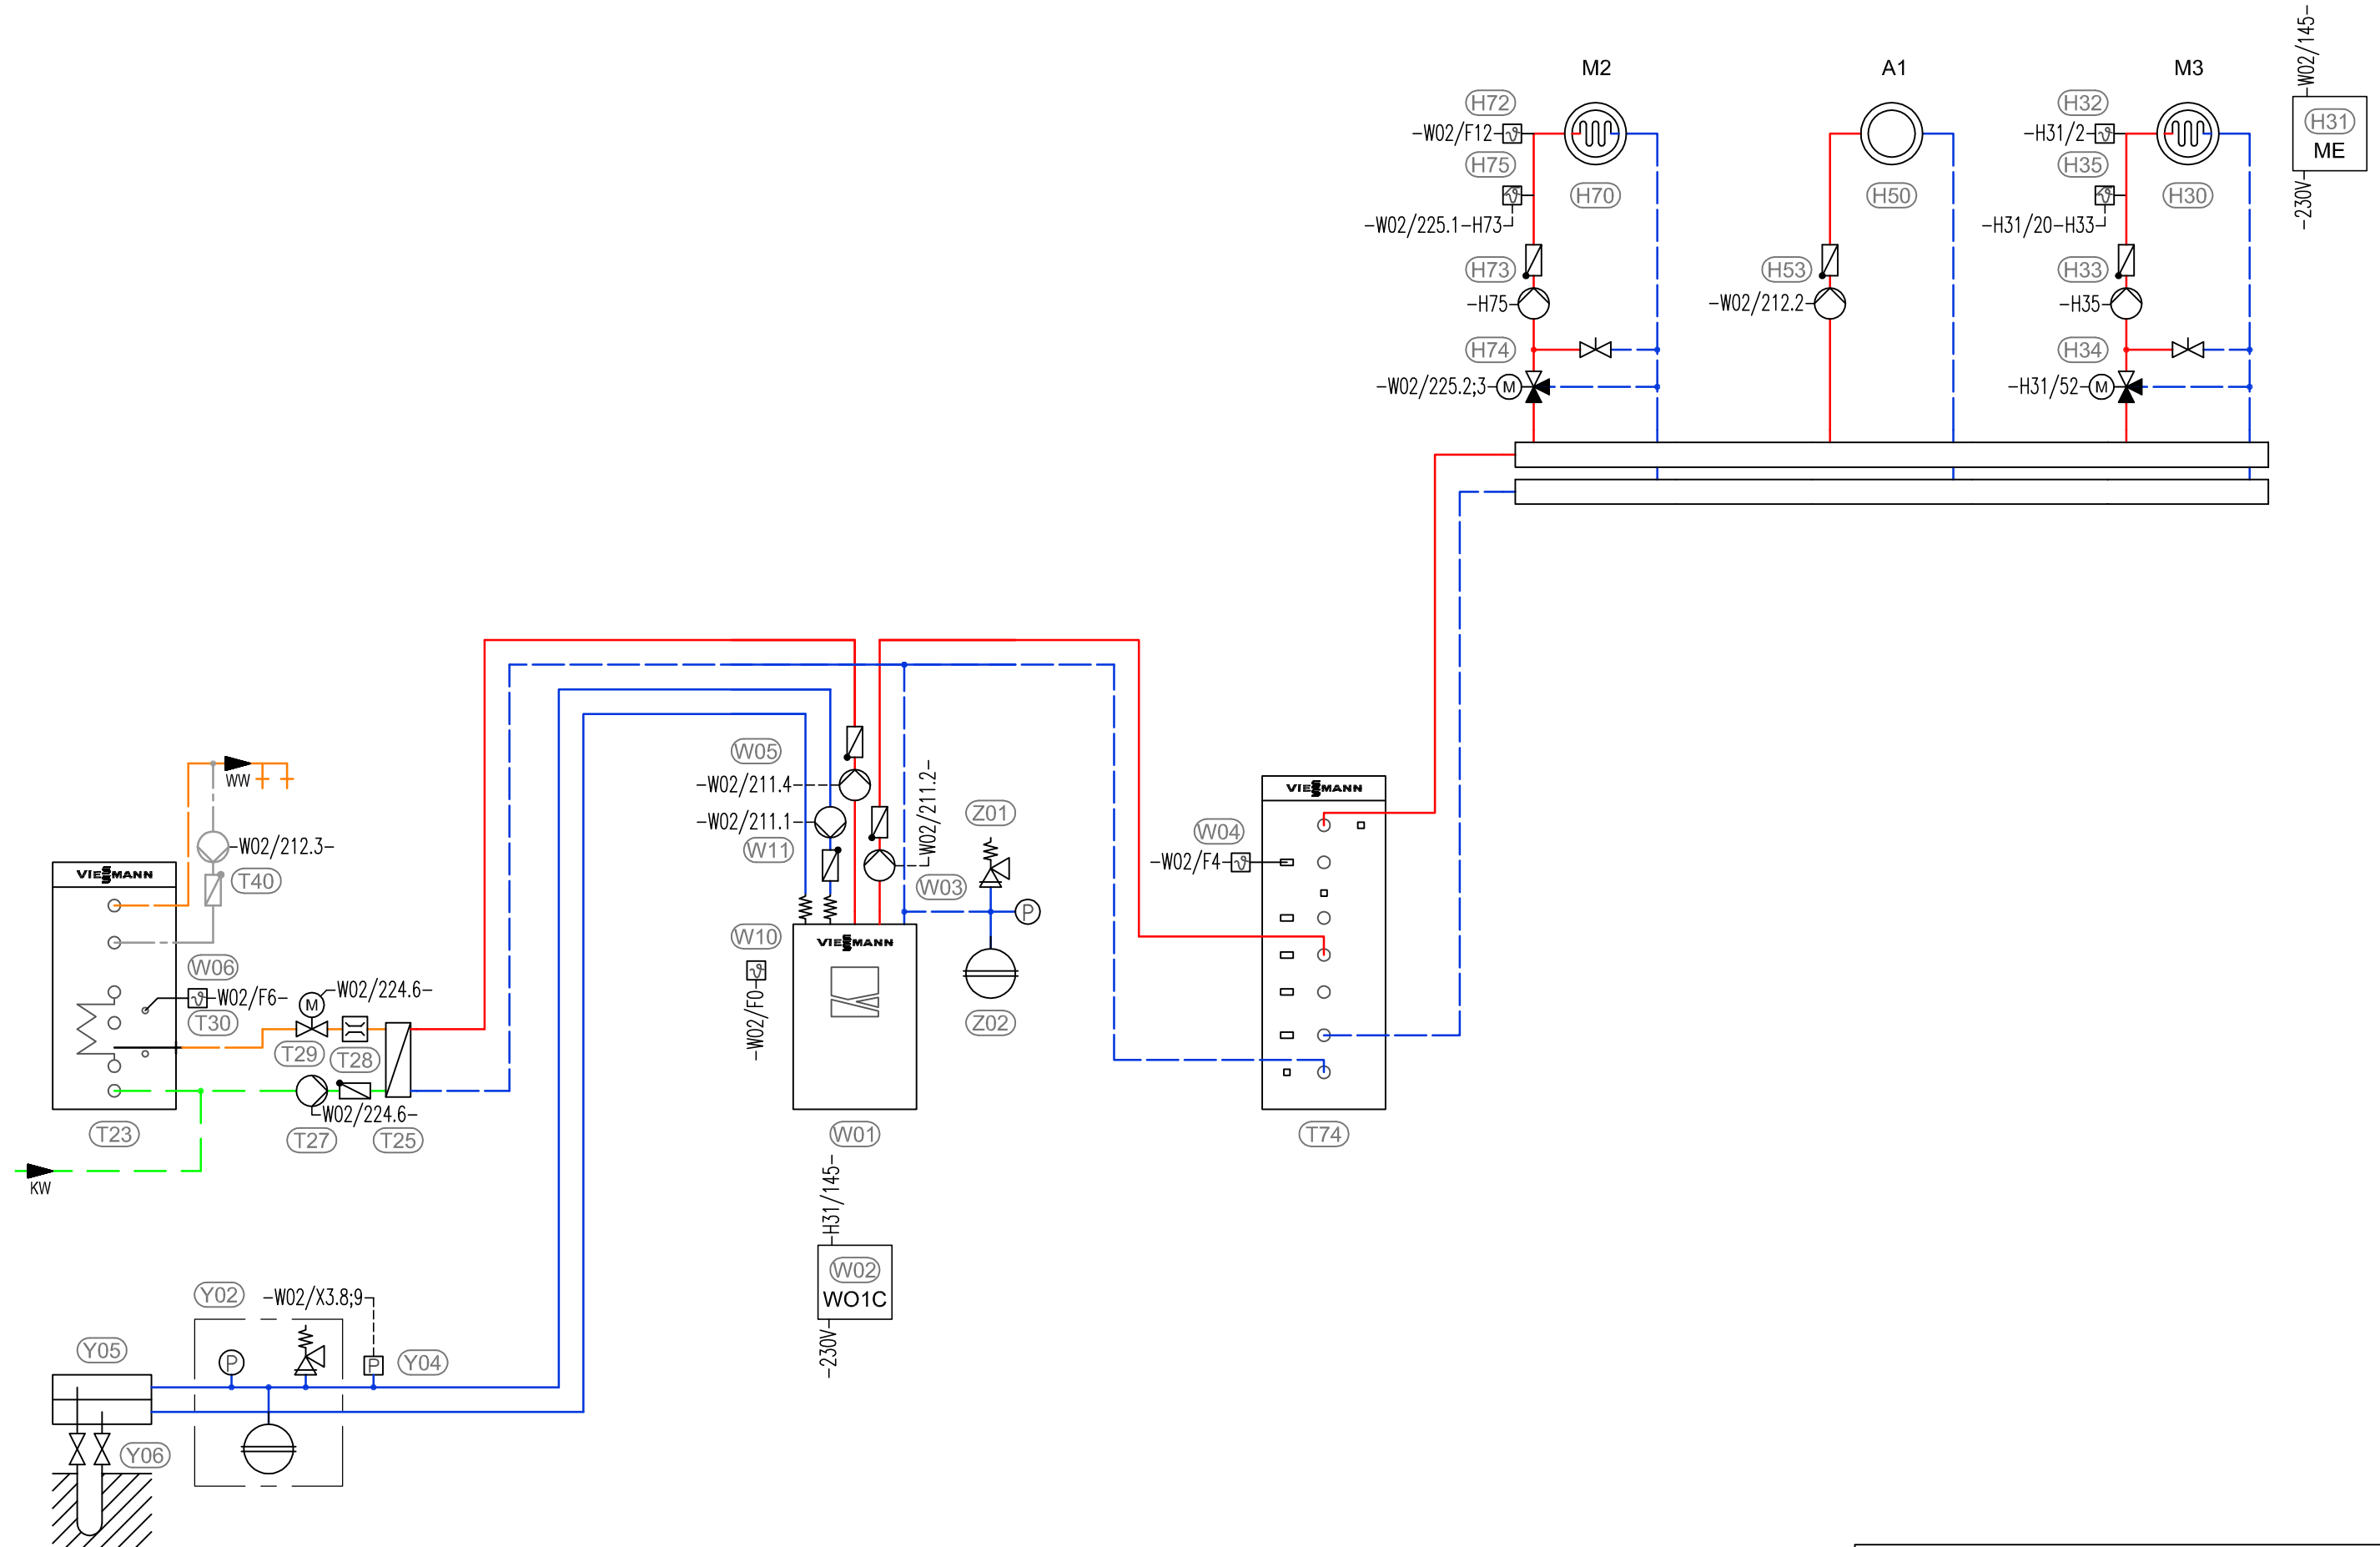 -W02/145-
M2
A1
M3
H72
H32
H31
-W02/F12-
-H31/2-
ME
H75
H35
H70
H50
H30
-230V-
-W02/225.1-H73-
-H31/20-H33-
H73
H53
H33
-H75-
-W02/212.2-
-H35-
H74
H34
-W02/225.2;3-
M
-H31/52-
M
W05
WW
-W02/211.4-
-W02/211.2-
VIESSMANN
-W02/211.1-
Z01
W04
-W02/212.3-
W11
-W02/F4-
VIESSMANN
T40
W03
P
W10
VIESSMANN
W06
-W02/F6-
-W02/224.6-
M
T30
Z02
-W02/F0-
T29
T28
-W02/224.6-
T23
T27
T25
W01
T74
KW
-H31/145-
W02
WO1C
Y02
-W02/X3.8;9-
-230V-
Y05
P
P
Y04
Y06